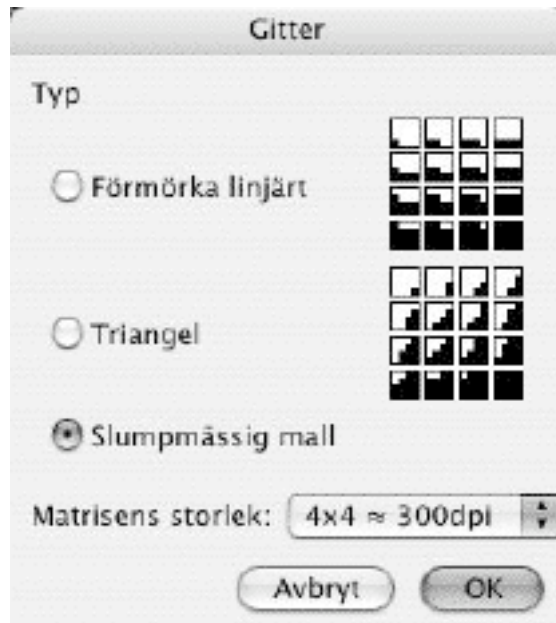 Gitter
Typ
Förmörka linjärt
Triangel
Slumpmässig mall
Matrisens storlek: 4x4 ≈ 300dpi
Avbryt OK